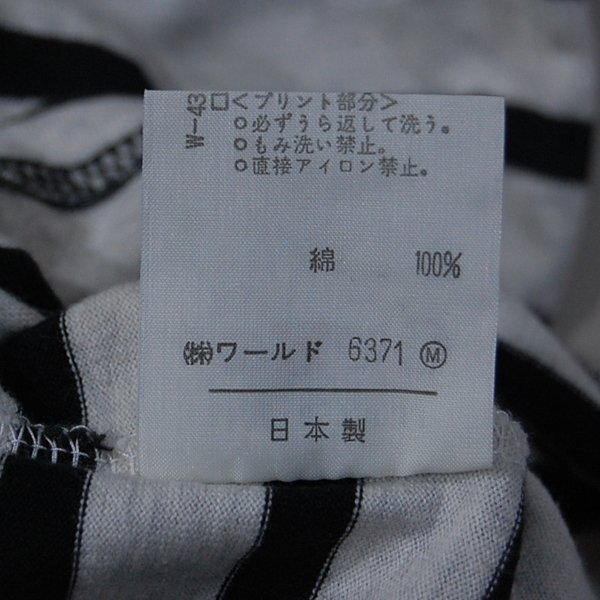 W-43
□<プリント部分>
○必ずうら返して洗う。
○もみ洗い禁止。
○直接アイロン禁止。
綿 100%
㈱ワールド 6371 Ⓜ
日本製